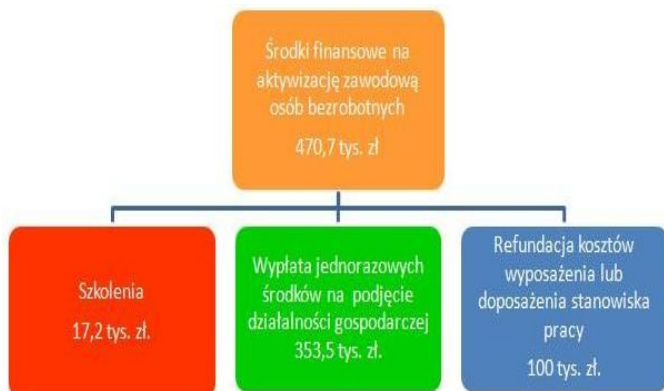 Środki finansowe na
aktywizację zawodową
osób bezrobotnych
470,7 tys. zł
Szkolenia
17,2 tys. zł.
Wypłata jednorazowych
środków na podjęcie
działalności gospodarczej
353,5 tys. zł.
Refundacja kosztów
wyposażenia lub
doposażenia stanowiska
pracy
100 tys. zł.